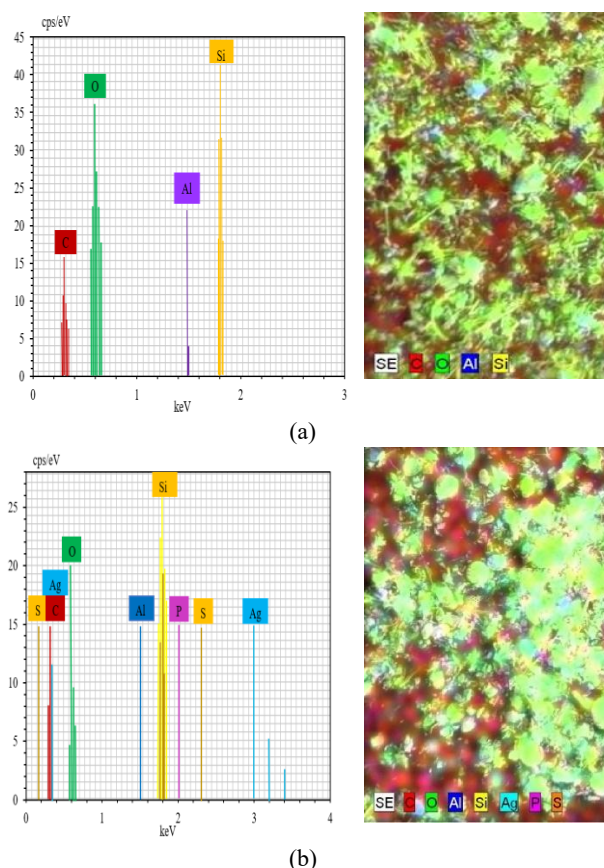 cps/eV
45
40
35
30
25
20
15
10
5
0
C
O
Al
Si
0 1 2 3
keV
SE C O Al Si
(a)
cps/eV
25
20
15
10
5
0
S
Ag
C
O
Al
Si
P
S
Ag
0 1 2 3 4
keV
SE C O Al Si Ag P S
(b)